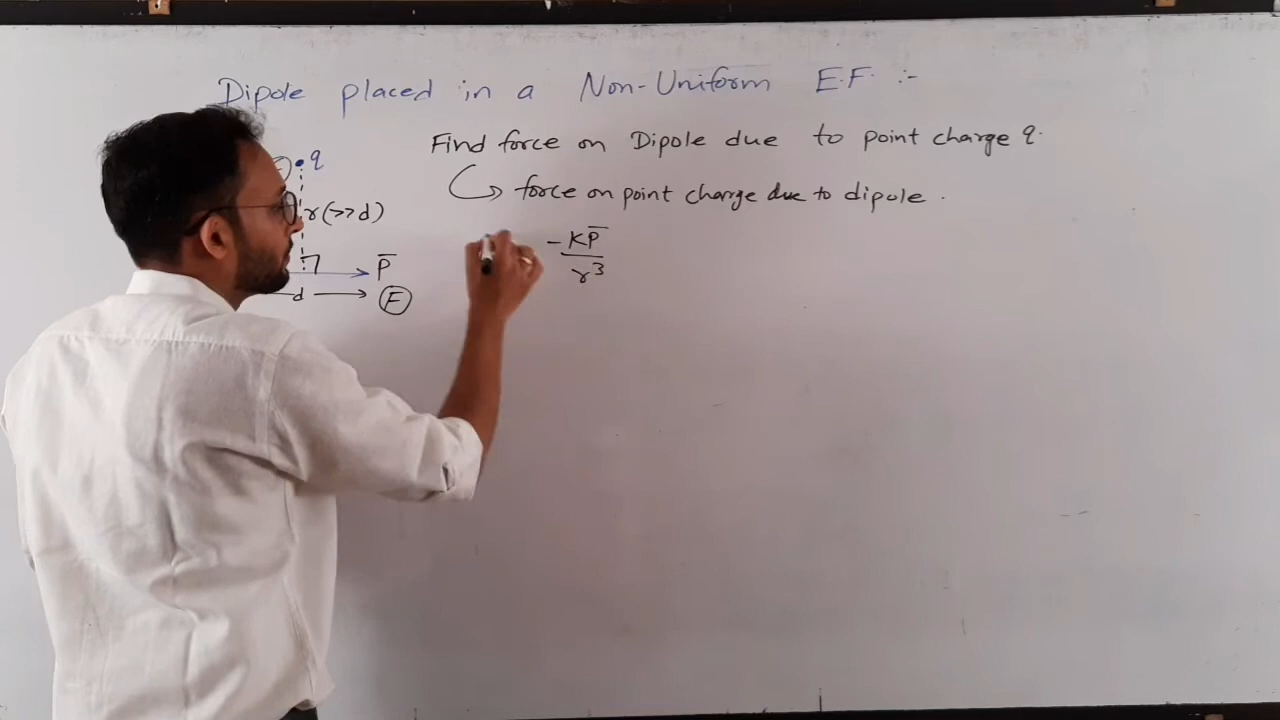 Dipole placed in a Non-Uniform E.F. :-
Find force on Dipole due to point charge q.
q
force on point charge due to dipole.
r(>>d)
-KP̅
r³
P̅
d
F